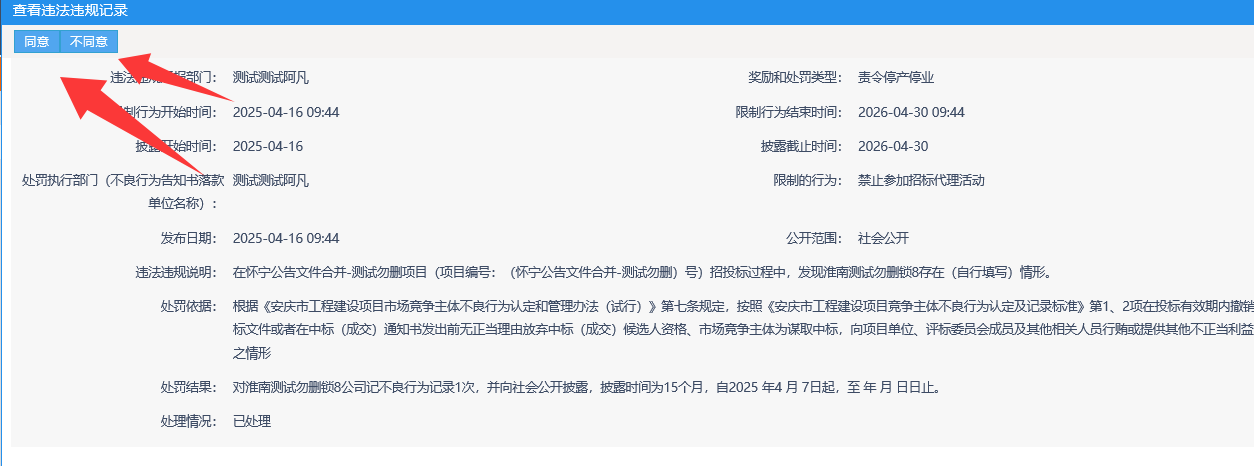 查看违法违规记录
同意 不同意
违法违规 报部门： 测试测试阿凡 奖励和处罚类型： 责令停产停业
制行为开始时间： 2025-04-16 09:44 限制行为结束时间： 2026-04-30 09:44
披露开始时间： 2025-04-16 披露截止时间： 2026-04-30
处罚执行部门（不良行为告知书落款 测试测试阿凡 限制的行为： 禁止参加招标代理活动
单位名称）：
发布日期： 2025-04-16 09:44 公开范围： 社会公开
违法违规说明： 在怀宁公告文件合并-测试勿删项目（项目编号：（怀宁公告文件合并-测试勿删）号）招投标过程中，发现淮南测试勿删锁8存在（自行填写）情形。
处罚依据： 根据《安庆市工程建设项目市场竞争主体不良行为认定和管理办法（试行）》第七条规定，按照《安庆市工程建设项目竞争主体不良行为认定及记录标准》第1、2项在投标有效期内撤销
标文件或者在中标（成交）通知书发出前无正当理由放弃中标（成交）候选人资格、市场竞争主体为谋取中标，向项目单位、评标委员会成员及其他相关人员行贿或提供其他不正当利益
之情形
处罚结果： 对淮南测试勿删锁8公司记不良行为记录1次，并向社会公开披露，披露时间为15个月，自2025 年4 月 7日起，至 年 月 日日止。
处理情况： 已处理